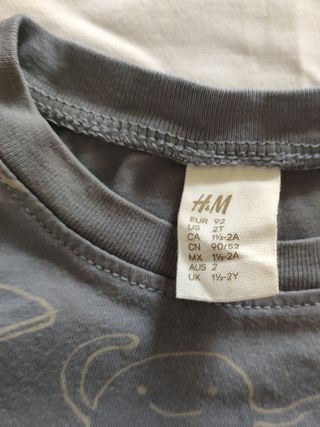 H&M
EUR 92
US 2T
CA 1½-2A
CN 90/52
MX 1½-2A
AUS 2
UK 1½-2Y